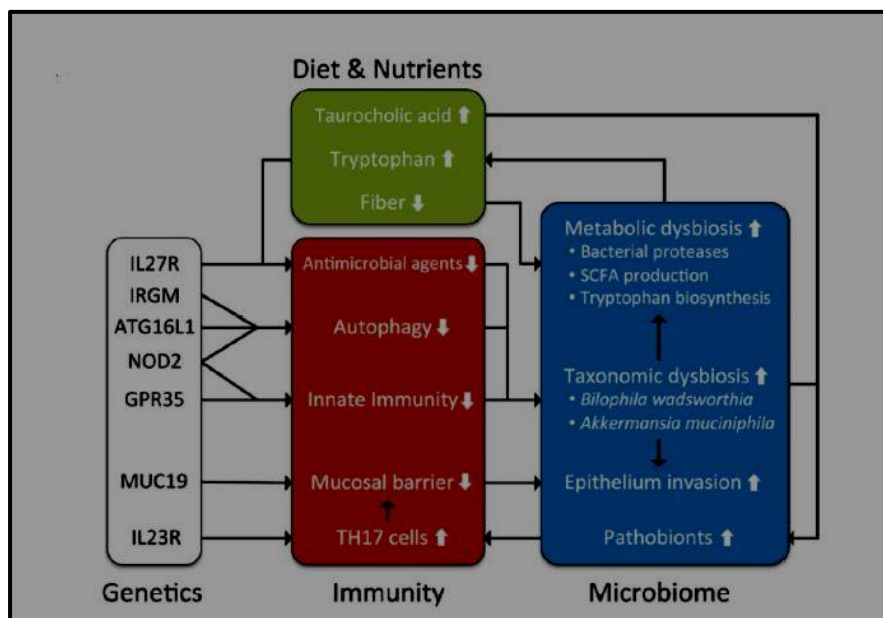 Diet & Nutrients
Taurocholic acid ⬆
Tryptophan ⬆
Fiber ⬇
IL27R
IRGM
ATG16L1
NOD2
GPR35
MUC19
IL23R
Genetics
Antimicrobial agents ⬇
Autophagy ⬇
Innate Immunity ⬇
Mucosal barrier ⬇
TH17 cells ⬆
Immunity
Metabolic dysbiosis ⬆
• Bacterial proteases
• SCFA production
• Tryptophan biosynthesis
Taxonomic dysbiosis ⬆
• Bilophila wadsworthia
• Akkermansia muciniphila
Epithelium invasion ⬆
Pathobionts ⬆
Microbiome